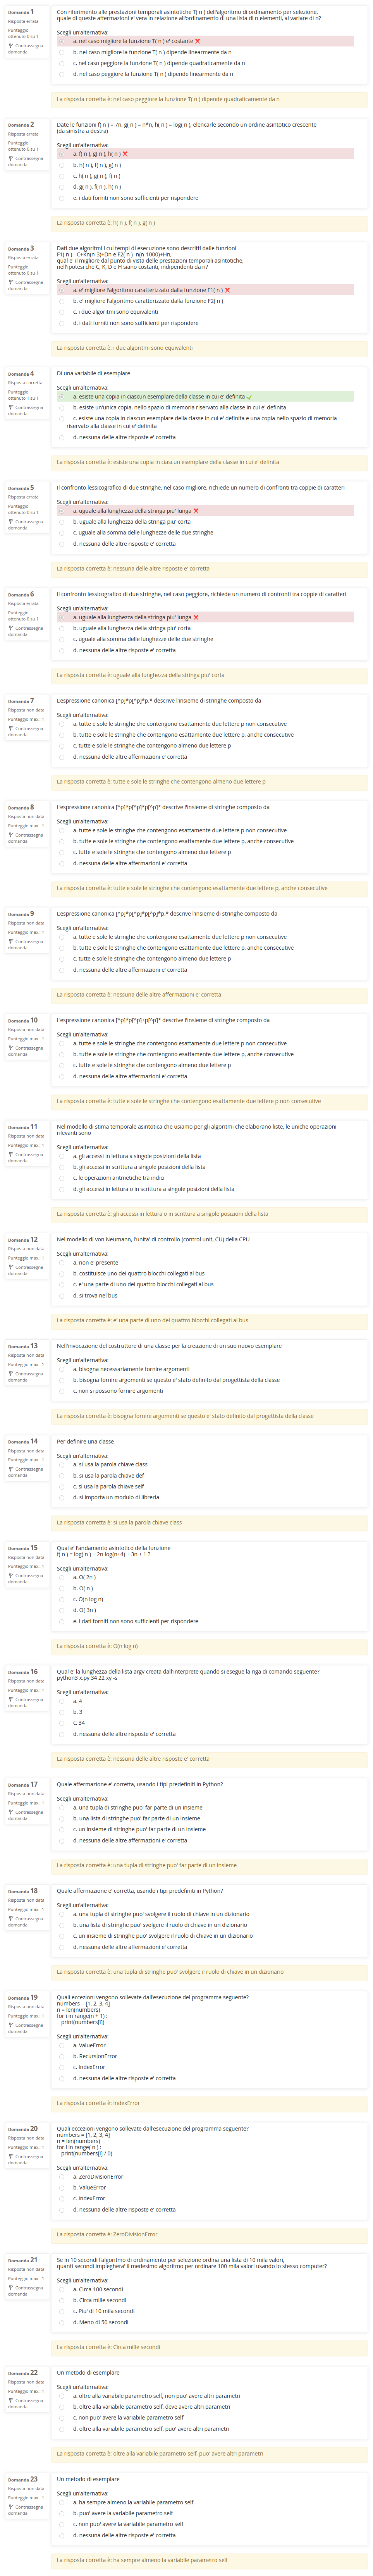 Domanda 1
Risposta errata
Punteggio ottenuto 0 su 1
Contrassegna domanda
Con riferimento alle prestazioni temporali asintotiche T( n ) dell'algoritmo di ordinamento per selezione,
quale di queste affermazioni e' vera in relazione all'ordinamento di una lista di n elementi, al variare di n?
Scegli un'alternativa:
a. nel caso migliore la funzione T( n ) e' costante
b. nel caso migliore la funzione T( n ) dipende linearmente da n
c. nel caso peggiore la funzione T( n ) dipende quadraticamente da n
d. nel caso peggiore la funzione T( n ) dipende linearmente da n
La risposta corretta è: nel caso peggiore la funzione T( n ) dipende quadraticamente da n
Domanda 2
Risposta errata
Punteggio ottenuto 0 su 1
Contrassegna domanda
Date le funzioni f( n ) = 7n, g( n ) = n*n, h( n ) = log( n ), elencarle secondo un ordine asintotico crescente
(da sinistra a destra)
Scegli un'alternativa:
a. f( n ), g( n ), h( n )
b. h( n ), f( n ), g( n )
c. h( n ), g( n ), f( n )
d. g( n ), f( n ), h( n )
e. i dati forniti non sono sufficienti per rispondere
La risposta corretta è: h( n ), f( n ), g( n )
Domanda 3
Risposta errata
Punteggio ottenuto 0 su 1
Contrassegna domanda
Dati due algoritmi i cui tempi di esecuzione sono descritti dalle funzioni
F1( n )= C+Kn(n-3)+Dn e F2( n )=n(n-1000)+Hn,
qual e' il migliore dal punto di vista delle prestazioni temporali asintotiche,
nell'ipotesi che C, K, D e H siano costanti, indipendenti da n?
Scegli un'alternativa:
a. e' migliore l'algoritmo caratterizzato dalla funzione F1( n )
b. e' migliore l'algoritmo caratterizzato dalla funzione F2( n )
c. i due algoritmi sono equivalenti
d. i dati forniti non sono sufficienti per rispondere
La risposta corretta è: i due algoritmo sono equivalenti
Domanda 4
Risposta corretta
Punteggio ottenuto 1 su 1
Contrassegna domanda
Di una variabile di esemplare
Scegli un'alternativa:
a. esiste una copia in ciascun esemplare della classe in cui e' definita
b. esiste un'unica copia, nello spazio di memoria riservato alla classe in cui e' definita
c. esiste una copia in ciascun esemplare della classe in cui e' definita e una copia nello spazio di memoria
riservato alla classe in cui e' definita
d. nessuna delle altre risposte e' corretta
La risposta corretta è: esiste una copia in ciascun esemplare della classe in cui e' definita
Domanda 5
Risposta errata
Punteggio ottenuto 0 su 1
Contrassegna domanda
Il confronto lessicografico di due stringhe, nel caso migliore, richiede un numero di confronti tra coppie di caratteri
Scegli un'alternativa:
a. uguale alla lunghezza della stringa piu' lunga
b. uguale alla lunghezza della stringa piu' corta
c. uguale alla somma delle lunghezze delle due stringhe
d. nessuna delle altre risposte e' corretta
La risposta corretta è: nessuna delle altre risposte e' corretta
Domanda 6
Risposta errata
Punteggio ottenuto 0 su 1
Contrassegna domanda
Il confronto lessicografico di due stringhe, nel caso peggiore, richiede un numero di confronti tra coppie di caratteri
Scegli un'alternativa:
a. uguale alla lunghezza della stringa piu' lunga
b. uguale alla lunghezza della stringa piu' corta
c. uguale alla somma delle lunghezze delle due stringhe
d. nessuna delle altre risposte e' corretta
La risposta corretta è: uguale alla lunghezza della stringa piu' corta
Domanda 7
Risposta non data
Punteggio max.: 1
Contrassegna domanda
L'espressione canonica [^p]*p[^p]*p.* descrive l'insieme di stringhe composto da
Scegli un'alternativa:
a. tutte e sole le stringhe che contengono esattamente due lettere p non consecutive
b. tutte e sole le stringhe che contengono esattamente due lettere p, anche consecutive
c. tutte e sole le stringhe che contengono almeno due lettere p
d. nessuna delle altre affermazioni e' corretta
La risposta corretta è: tutte e sole le stringhe che contengono almeno due lettere p
Domanda 8
Risposta non data
Punteggio max.: 1
Contrassegna domanda
L'espressione canonica [^p]*p[^p]*p[^p]* descrive l'insieme di stringhe composto da
Scegli un'alternativa:
a. tutte e sole le stringhe che contengono esattamente due lettere p non consecutive
b. tutte e sole le stringhe che contengono esattamente due lettere p, anche consecutive
c. tutte e sole le stringhe che contengono almeno due lettere p
d. nessuna delle altre affermazioni e' corretta
La risposta corretta è: tutte e sole le stringhe che contengono esattamente due lettere p, anche consecutive
Domanda 9
Risposta non data
Punteggio max.: 1
Contrassegna domanda
L'espressione canonica [^p]*p[^p]*p[^p]*p.* descrive l'insieme di stringhe composto da
Scegli un'alternativa:
a. tutte e sole le stringhe che contengono esattamente due lettere p non consecutive
b. tutte e sole le stringhe che contengono esattamente due lettere p, anche consecutive
c. tutte e sole le stringhe che contengono almeno due lettere p
d. nessuna delle altre affermazioni e' corretta
La risposta corretta è: nessuna delle altre affermazioni e' corretta
Domanda 10
Risposta non data
Punteggio max.: 1
Contrassegna domanda
L'espressione canonica [^p]*p[^p]+p[^p]* descrive l'insieme di stringhe composto da
Scegli un'alternativa:
a. tutte e sole le stringhe che contengono esattamente due lettere p non consecutive
b. tutte e sole le stringhe che contengono esattamente due lettere p, anche consecutive
c. tutte e sole le stringhe che contengono almeno due lettere p
d. nessuna delle altre affermazioni e' corretta
La risposta corretta è: tutte e sole le stringhe che contengono esattamente due lettere p non consecutive
Domanda 11
Risposta non data
Punteggio max.: 1
Contrassegna domanda
Nel modello di stima temporale asintotica che usiamo per gli algoritmi che elaborano liste, le uniche operazioni
rilevanti sono
Scegli un'alternativa:
a. gli accessi in lettura a singole posizioni della lista
b. gli accessi in scrittura a singole posizioni della lista
c. le operazioni aritmetiche tra indici
d. gli accessi in lettura o in scrittura a singole posizioni della lista
La risposta corretta è: gli accessi in lettura o in scrittura a singole posizioni della lista
Domanda 12
Risposta non data
Punteggio max.: 1
Contrassegna domanda
Nel modello di von Neumann, l'unita' di controllo (control unit, CU) della CPU
Scegli un'alternativa:
a. non e' presente
b. costituisce uno dei quattro blocchi collegati al bus
c. e' una parte di uno dei quattro blocchi collegati al bus
d. si trova nel bus
La risposta corretta è: e' una parte di uno dei quattro blocchi collegati al bus
Domanda 13
Risposta non data
Punteggio max.: 1
Contrassegna domanda
Nell'invocazione del costruttore di una classe per la creazione di un suo nuovo esemplare
Scegli un'alternativa:
a. bisogna necessariamente fornire argomenti
b. bisogna fornire argomenti se questo e' stato definito dal progettista della classe
c. non si possono fornire argomenti
La risposta corretta è: bisogna fornire argomenti se questo e' stato definito dal progettista della classe
Domanda 14
Risposta non data
Punteggio max.: 1
Contrassegna domanda
Per definire una classe
Scegli un'alternativa:
a. si usa la parola chiave class
b. si usa la parola chiave def
c. si usa la parola chiave self
d. si importa un modulo di libreria
La risposta corretta è: si usa la parola chiave class
Domanda 15
Risposta non data
Punteggio max.: 1
Contrassegna domanda
Qual e' l'andamento asintotico della funzione
f( n ) = log( n ) + 2n log(n+4) + 3n + 1 ?
Scegli un'alternativa:
a. O( 2n )
b. O( n )
c. O(n log n)
d. O( 3n )
e. i dati forniti non sono sufficienti per rispondere
La risposta corretta è: O(n log n)
Domanda 16
Risposta non data
Punteggio max.: 1
Contrassegna domanda
Qual e' la lunghezza della lista argv creata dall'interprete quando si esegue la riga di comando seguente?
python3 x.py 34 22 xy -s
Scegli un'alternativa:
a. 4
b. 3
c. 34
d. nessuna delle altre risposte e' corretta
La risposta corretta è: nessuna delle altre risposte e' corretta
Domanda 17
Risposta non data
Punteggio max.: 1
Contrassegna domanda
Quale affermazione e' corretta, usando i tipi predefiniti in Python?
Scegli un'alternativa:
a. una tupla di stringhe puo' far parte di un insieme
b. una lista di stringhe puo' far parte di un insieme
c. un insieme di stringhe puo' far parte di un insieme
d. nessuna delle altre affermazioni e' corretta
La risposta corretta è: una tupla di stringhe puo' far parte di un insieme
Domanda 18
Risposta non data
Punteggio max.: 1
Contrassegna domanda
Quale affermazione e' corretta, usando i tipi predefiniti in Python?
Scegli un'alternativa:
a. una tupla di stringhe puo' svolgere il ruolo di chiave in un dizionario
b. una lista di stringhe puo' svolgere il ruolo di chiave in un dizionario
c. un insieme di stringhe puo' svolgere il ruolo di chiave in un dizionario
d. nessuna delle altre affermazioni e' corretta
La risposta corretta è: una tupla di stringhe puo' svolgere il ruolo di chiave in un dizionario
Domanda 19
Risposta non data
Punteggio max.: 1
Contrassegna domanda
Quali eccezioni vengono sollevate dall'esecuzione del programma seguente?
numbers = [1, 2, 3, 4]
n = len(numbers)
for i in range(n + 1) :
print(numbers[i])
Scegli un'alternativa:
a. ValueError
b. RecursionError
c. IndexError
d. nessuna delle altre risposte e' corretta
La risposta corretta è: IndexError
Domanda 20
Risposta non data
Punteggio max.: 1
Contrassegna domanda
Quali eccezioni vengono sollevate dall'esecuzione del programma seguente?
numbers = [1, 2, 3, 4]
n = len(numbers)
for i in range( n ) :
print(numbers[i] / 0)
Scegli un'alternativa:
a. ZeroDivisionError
b. ValueError
c. IndexError
d. nessuna delle altre risposte e' corretta
La risposta corretta è: ZeroDivisionError
Domanda 21
Risposta non data
Punteggio max.: 1
Contrassegna domanda
Se in 10 secondi l'algoritmo di ordinamento per selezione ordina una lista di 10 mila valori,
quanti secondi impieghera' il medesimo algoritmo per ordinare 100 mila valori usando lo stesso computer?
Scegli un'alternativa:
a. Circa 100 secondi
b. Circa mille secondi
c. Piu' di 10 mila secondi
d. Meno di 50 secondi
La risposta corretta è: Circa mille secondi
Domanda 22
Risposta non data
Punteggio max.: 1
Contrassegna domanda
Un metodo di esemplare
Scegli un'alternativa:
a. oltre alla variabile parametro self, non puo' avere altri parametri
b. oltre alla variabile parametro self, deve avere altri parametri
c. non puo' avere la variabile parametro self
d. oltre alla variabile parametro self, puo' avere altri parametri
La risposta corretta è: oltre alla variabile parametro self, puo' avere altri parametri
Domanda 23
Risposta non data
Punteggio max.: 1
Contrassegna domanda
Un metodo di esemplare
Scegli un'alternativa:
a. ha sempre almeno la variabile parametro self
b. puo' avere la variabile parametro self
c. non puo' avere la variabile parametro self
d. nessuna delle altre risposte e' corretta
La risposta corretta è: ha sempre almeno la variabile parametro self